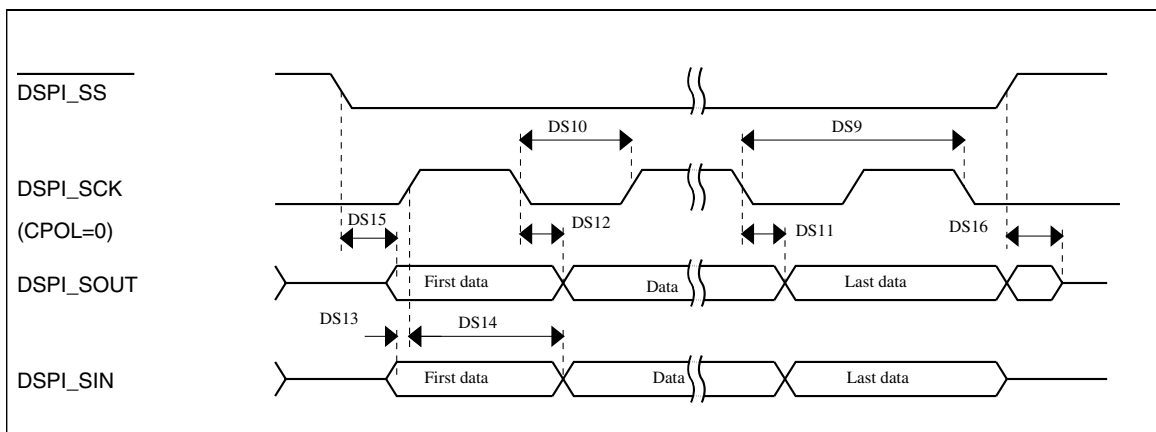 DSPI_SS
DS10
DS9
DSPI_SCK
(CPOL=0)
DS15
DS12
DS11
DS16
DSPI_SOUT
First data
Data
Last data
DS13
DS14
DSPI_SIN
First data
Data
Last data